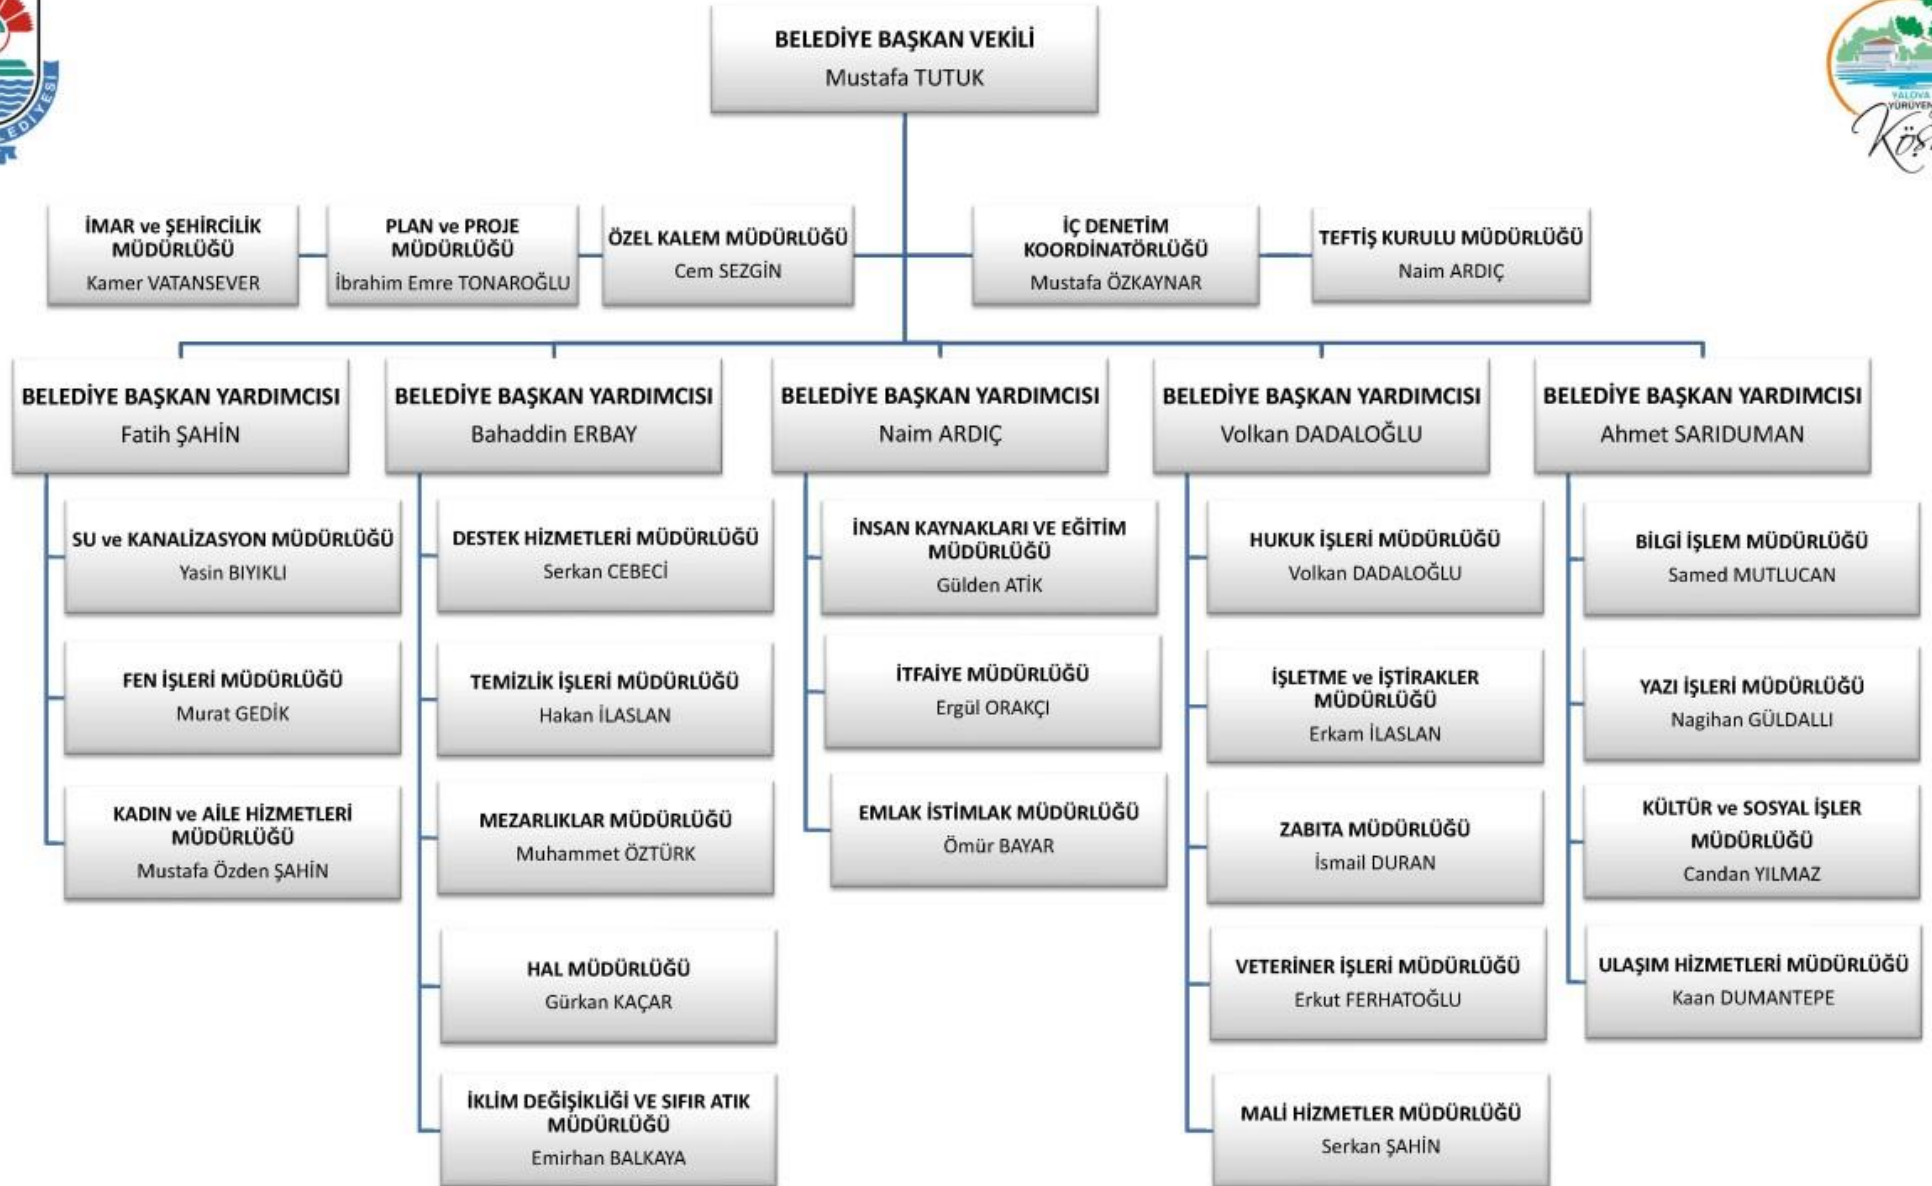 BELEDİYE BAŞKAN VEKİLİ
Mustafa TUTUK
YALOVA
İMAR ve ŞEHİRCİLİK
MÜDÜRLÜĞÜ
Kamer VATANSEVER
PLAN ve PROJE
MÜDÜRLÜĞÜ
İbrahim Emre TONAROĞLU
ÖZEL KALEM MÜDÜRLÜĞÜ
Cem SEZGİN
İÇ DENETİM
KOORDİNATÖRLÜĞÜ
Mustafa ÖZKAYNAR
TEFTİŞ KURULU MÜDÜRLÜĞÜ
Naim ARDIÇ
BELEDİYE BAŞKAN YARDIMCISI
Fatih ŞAHİN
SU ve KANALİZASYON MÜDÜRLÜĞÜ
Yasin BIYIKLI
FEN İŞLERİ MÜDÜRLÜĞÜ
Murat GEDİK
KADIN ve AİLE HİZMETLERİ
MÜDÜRLÜĞÜ
Mustafa Özden ŞAHİN
BELEDİYE BAŞKAN YARDIMCISI
Bahaddin ERBAY
DESTEK HİZMETLERİ MÜDÜRLÜĞÜ
Serkan CEBECİ
TEMİZLİK İŞLERİ MÜDÜRLÜĞÜ
Hakan İLASLAN
MEZARLIKLAR MÜDÜRLÜĞÜ
Muhammet ÖZTÜRK
HAL MÜDÜRLÜĞÜ
Gürkan KAÇAR
İKLİM DEĞİŞİKLİĞİ VE SIFIR ATIK
MÜDÜRLÜĞÜ
Emirhan BALKAYA
BELEDİYE BAŞKAN YARDIMCISI
Naim ARDIÇ
İNSAN KAYNAKLARI VE EĞİTİM
MÜDÜRLÜĞÜ
Gülden ATİK
İTFAİYE MÜDÜRLÜĞÜ
Ergül ORAKÇI
EMLAK İSTİMLAK MÜDÜRLÜĞÜ
Ömür BAYAR
BELEDİYE BAŞKAN YARDIMCISI
Volkan DADALOĞLU
HUKUK İŞLERİ MÜDÜRLÜĞÜ
Volkan DADALOĞLU
İŞLETME ve İŞTİRAKLER
MÜDÜRLÜĞÜ
Erkam İLASLAN
ZABITA MÜDÜRLÜĞÜ
İsmail DURAN
VETERİNER İŞLERİ MÜDÜRLÜĞÜ
Erkut FERHATOĞLU
MALİ HİZMETLER MÜDÜRLÜĞÜ
Serkan ŞAHİN
BELEDİYE BAŞKAN YARDIMCISI
Ahmet SARIDUMAN
BİLGİ İŞLEM MÜDÜRLÜĞÜ
Samed MUTLUCAN
YAZI İŞLERİ MÜDÜRLÜĞÜ
Nagihan GÜLDALLI
KÜLTÜR ve SOSYAL İŞLER
MÜDÜRLÜĞÜ
Candan YILMAZ
ULAŞIM HİZMETLERİ MÜDÜRLÜĞÜ
Kaan DUMANTEPE